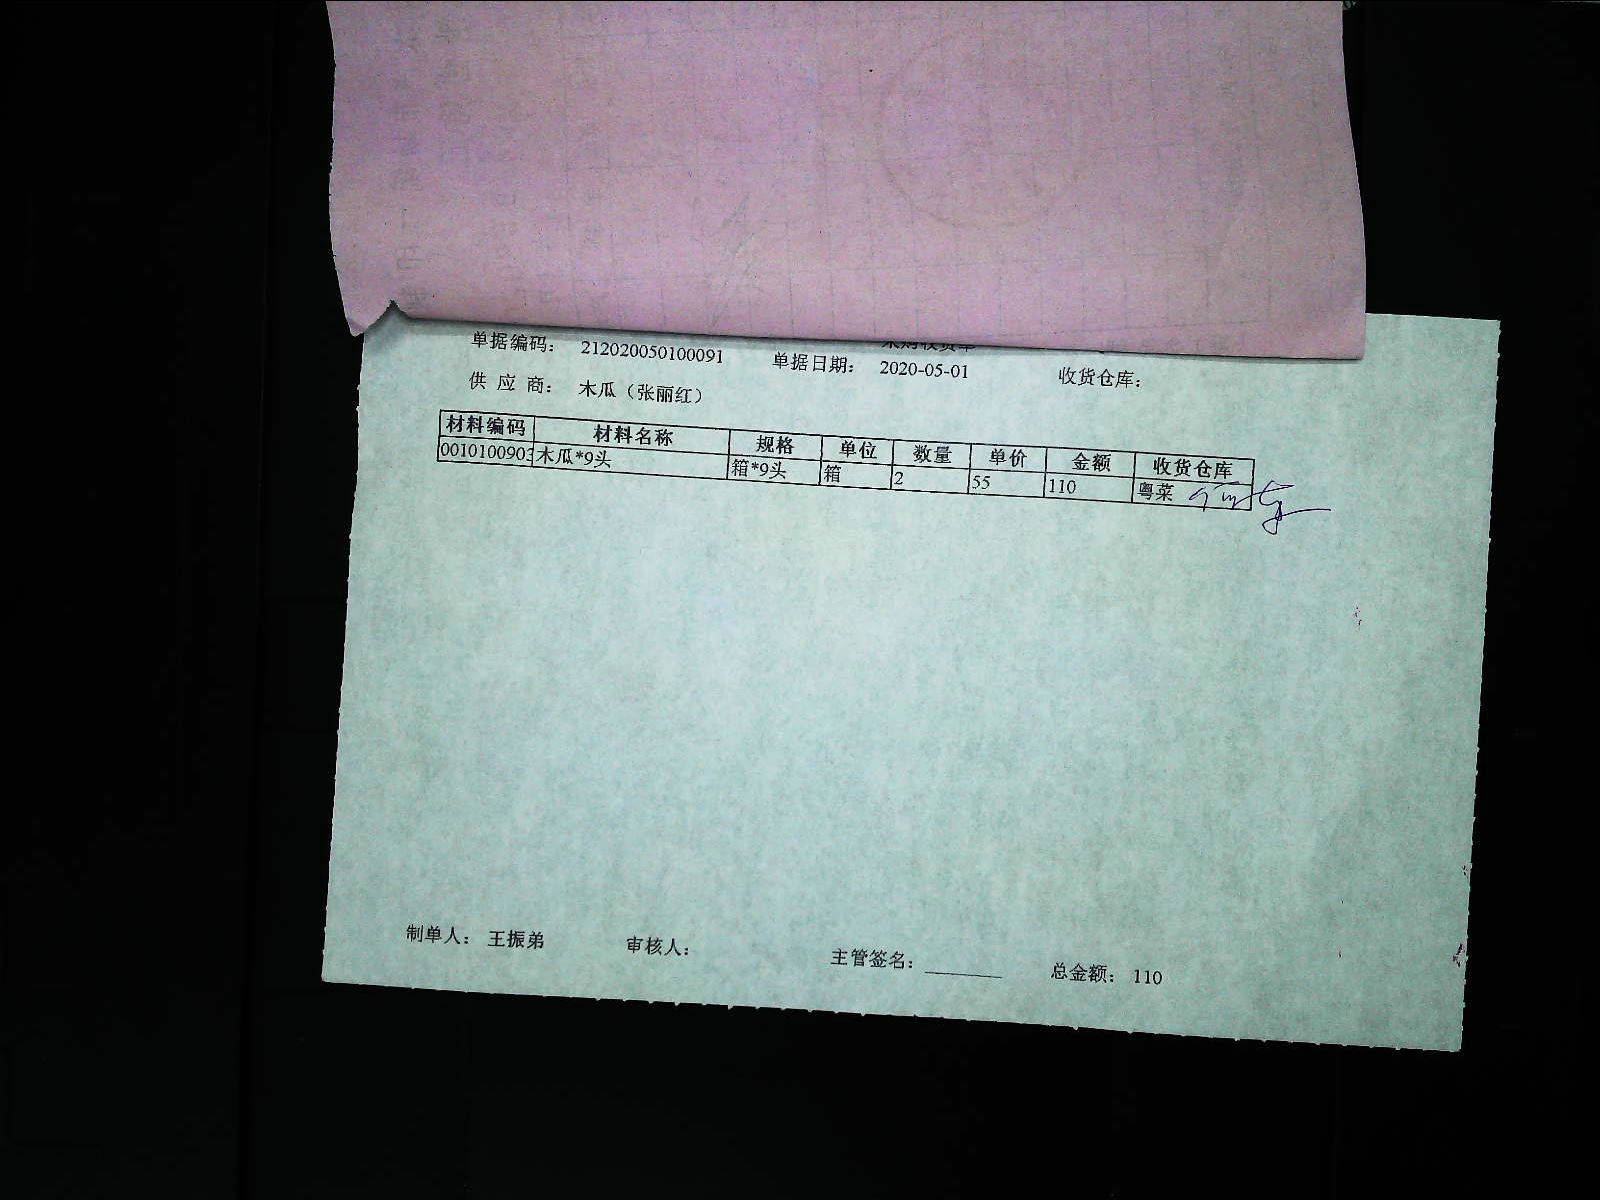 单据编码： 212020050100091 单据日期： 2020-05-01 收货仓库：
供 应 商： 木瓜（张丽红）
材料编码 材料名称 规格 单位 数量 单价 金额 收货仓库
0010100903 木瓜*9头 箱*9头 箱 2 55 110 粤菜
制单人： 王振弟 审核人： 主管签名： 总金额： 110